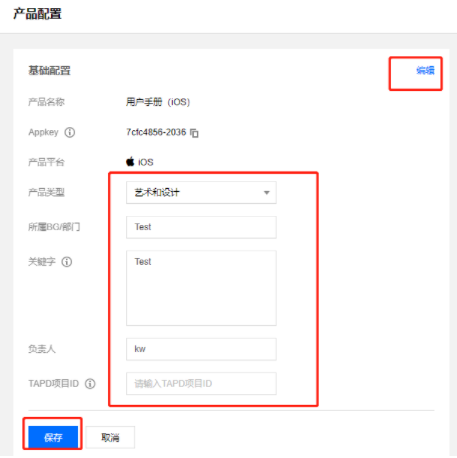 产品配置
基础配置
编辑
产品名称 用户手册（iOS）
Appkey 7cfc4856-2036
产品平台 iOS
产品类型 艺术和设计
所属BG/部门 Test
关键字 Test
负责人 kw
TAPD项目ID 请输入TAPD项目ID
保存 取消